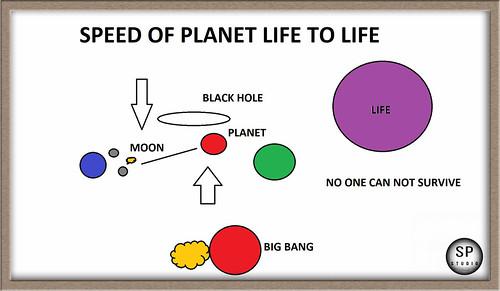 SPEED OF PLANET LIFE TO LIFE
BLACK HOLE
LIFE
PLANET
MOON
NO ONE CAN NOT SURVIVE
BIG BANG
SP
STUDIO